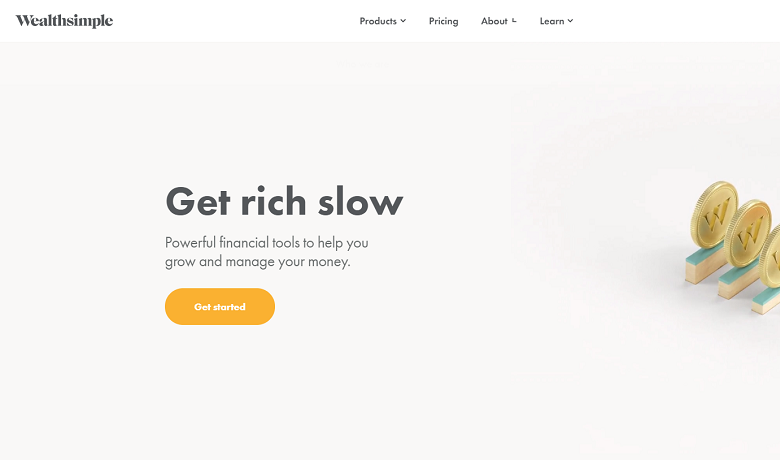 Wealthsimple
Products
Pricing
About
Learn
Get rich slow
Powerful financial tools to help you
grow and manage your money.
Get started
W
W